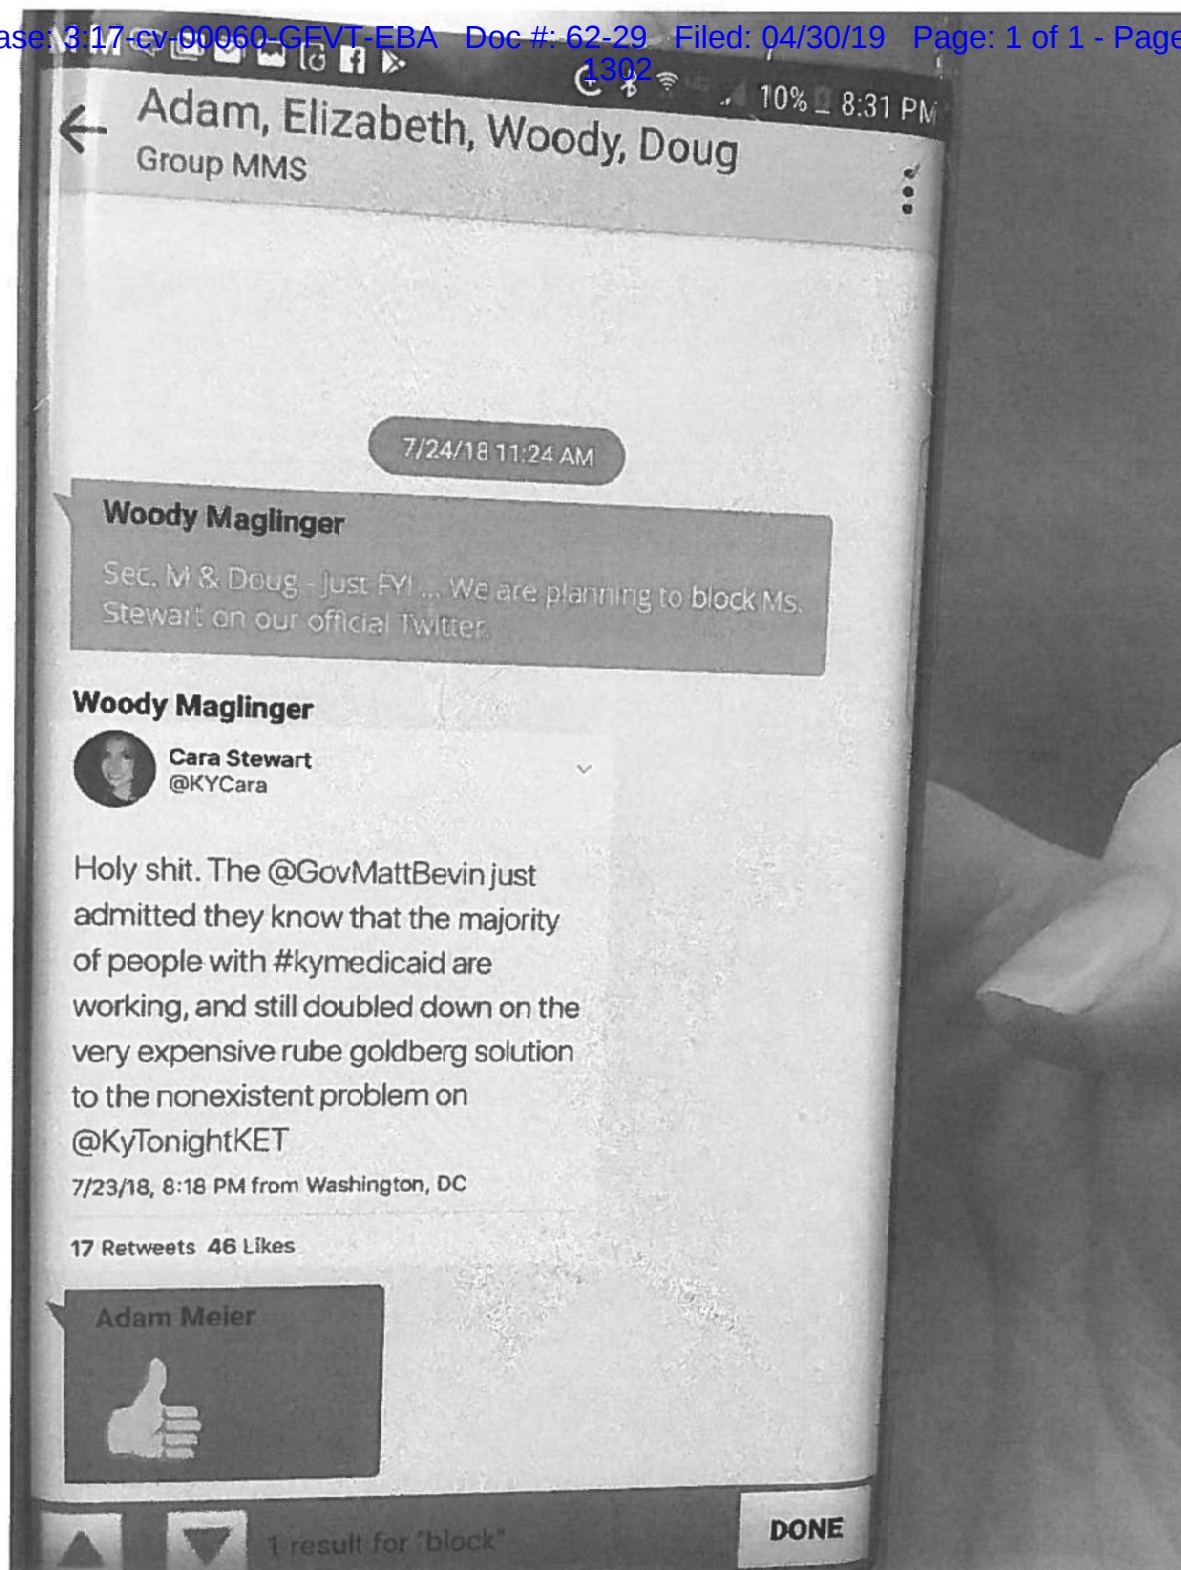 ase: 3:17-cv-00060-GFVT-EBA Doc #: 62-29 Filed: 04/30/19 Page: 1 of 1 - Page
1302
10% 8:31 PM
Adam, Elizabeth, Woody, Doug
Group MMS
7/24/18 11:24 AM
Woody Maglinger
Sec. M & Doug - Just FYI ... We are planning to block Ms.
Stewart on our official Twitter.
Woody Maglinger
Cara Stewart
@KYCara
Holy shit. The @GovMattBevin just
admitted they know that the majority
of people with #kymedicaid are
working, and still doubled down on the
very expensive rube goldberg solution
to the nonexistent problem on
@KyTonightKET
7/23/18, 8:18 PM from Washington, DC
17 Retweets 46 Likes
Adam Meier
1 result for "block"
DONE